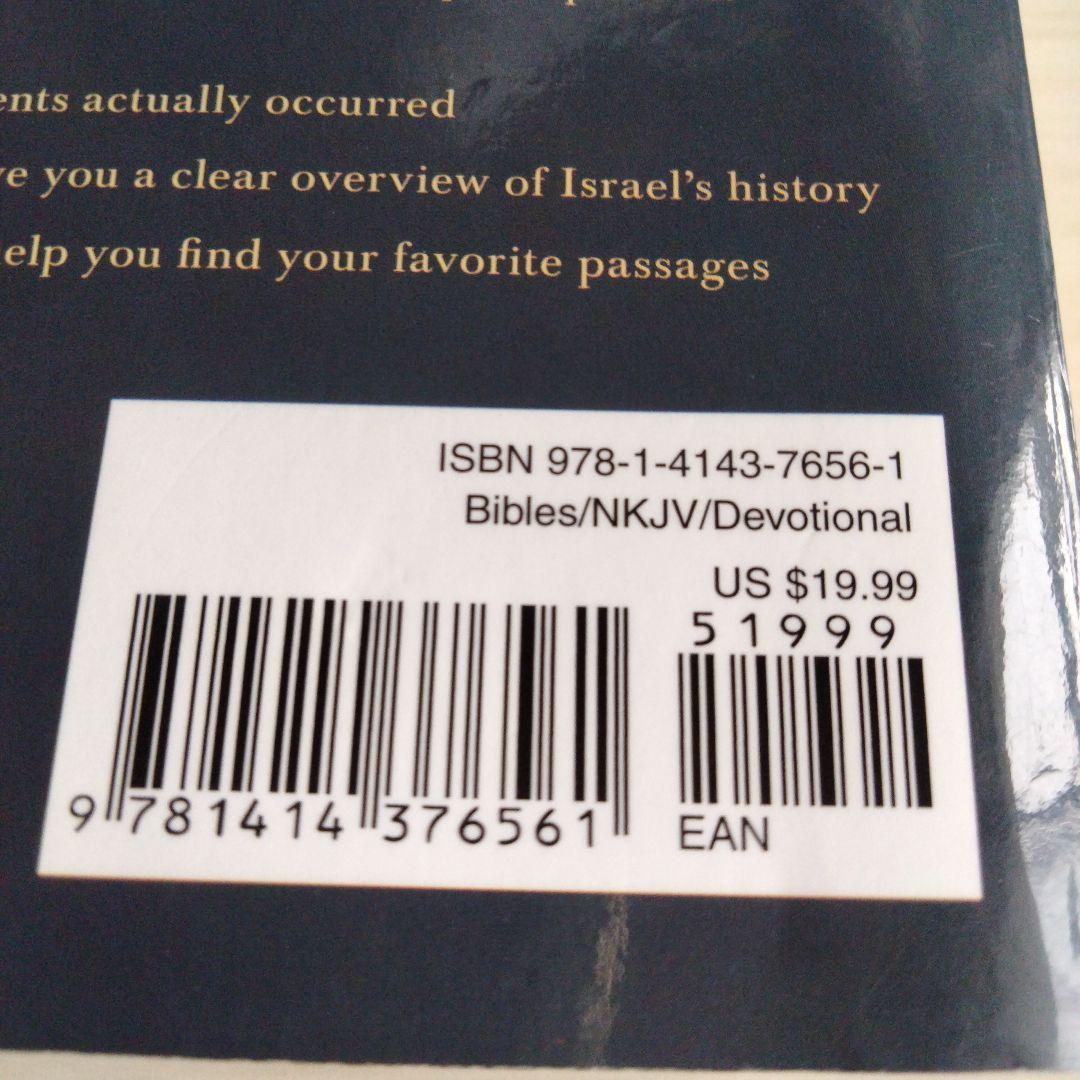 ents actually occurred
ve you a clear overview of Israel's history
elp you find your favorite passages
ISBN 978-1-4143-7656-1
Bibles/NKJV/Devotional
US $19.99
51999
9 781414 376561
EAN